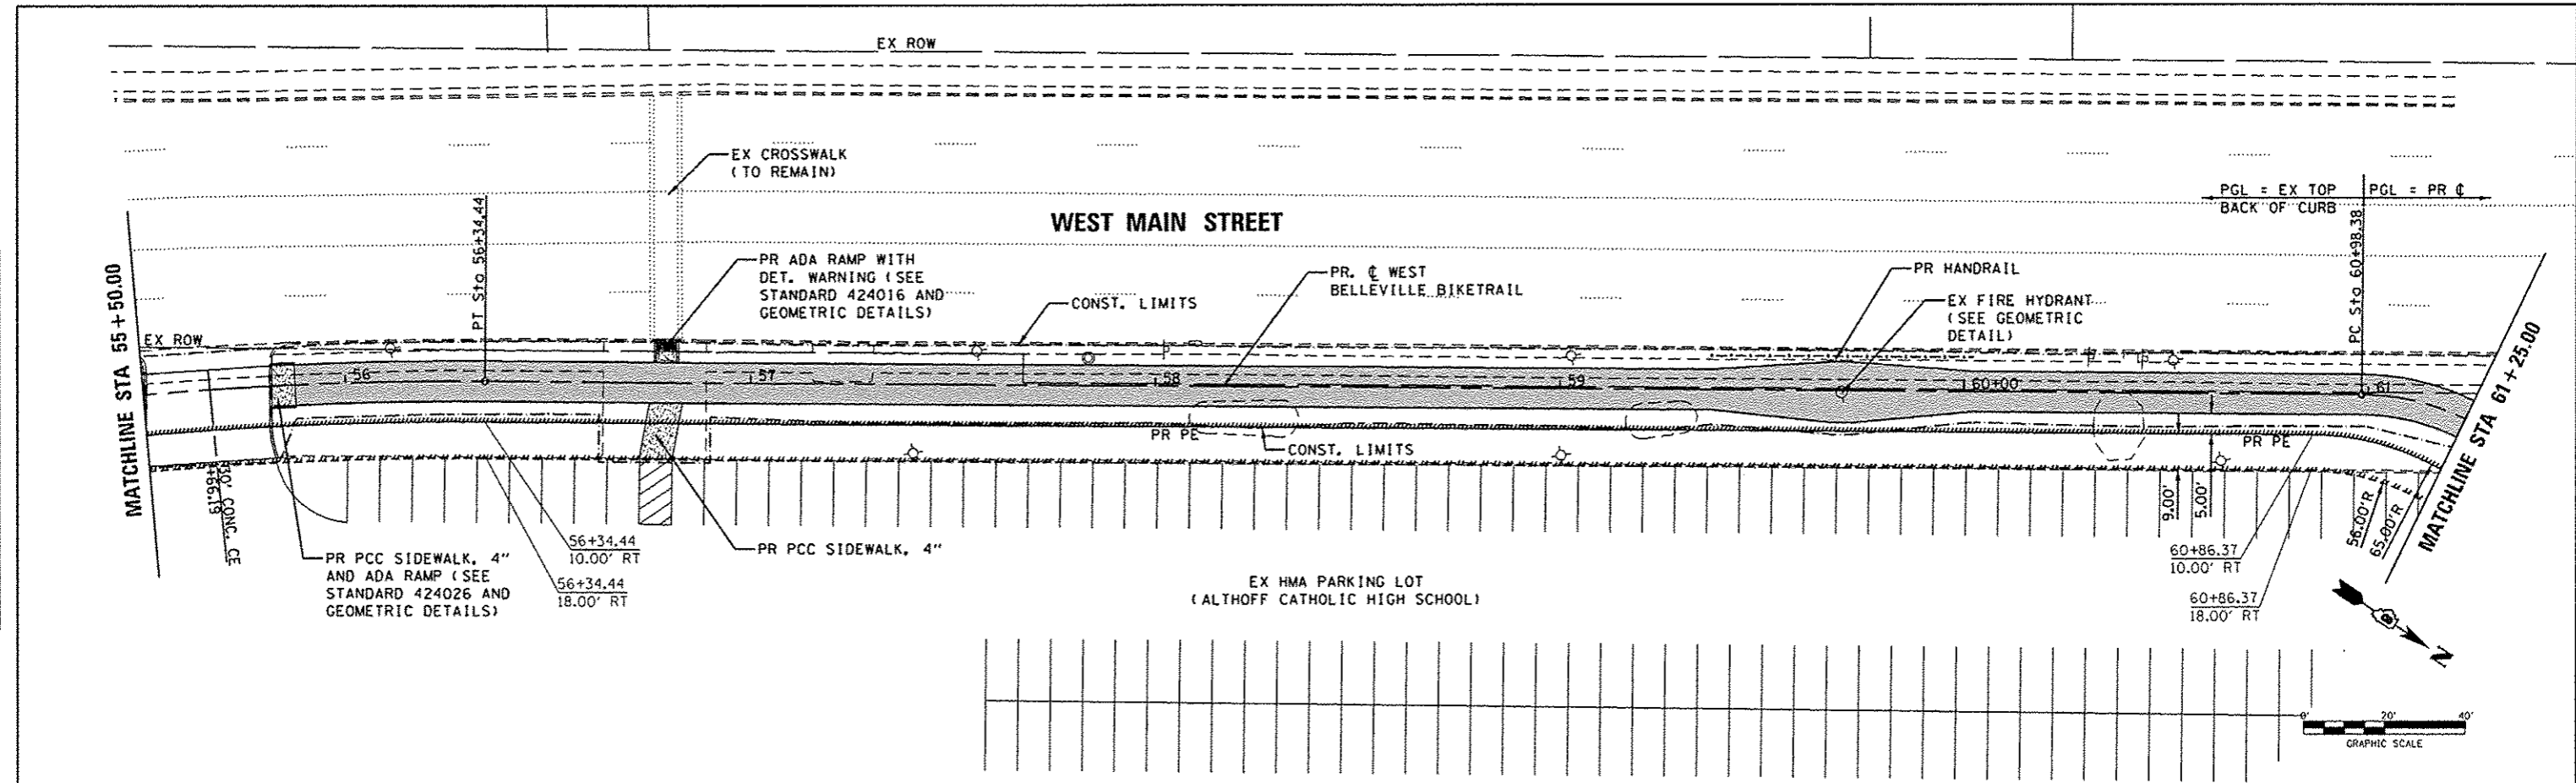 EX ROW
EX CROSSWALK
(TO REMAIN)
PGL = EX TOP
BACK OF CURB
PGL = PR ℄
WEST MAIN STREET
PT Sta 56+34.44
PC Sta 60+98.38
MATCHLINE STA 55+50.00
MATCHLINE STA 61+25.00
PR ADA RAMP WITH
DET. WARNING (SEE
STANDARD 424016 AND
GEOMETRIC DETAILS)
CONST. LIMITS
PR. ℄ WEST
BELLEVILLE BIKETRAIL
PR HANDRAIL
EX FIRE HYDRANT
(SEE GEOMETRIC
DETAIL)
EX ROW
56
57
58
59
60+00
61
PR PE
CONST. LIMITS
PR PE
30' CONC. CE
9.00'
5.00'
56.00'R
65.00'R
PR PCC SIDEWALK, 4"
AND ADA RAMP (SEE
STANDARD 424026 AND
GEOMETRIC DETAILS)
56+34.44
10.00' RT
56+34.44
18.00' RT
PR PCC SIDEWALK, 4"
EX HMA PARKING LOT
(ALTHOFF CATHOLIC HIGH SCHOOL)
60+86.37
10.00' RT
60+86.37
18.00' RT
N
0'
20'
40'
GRAPHIC SCALE